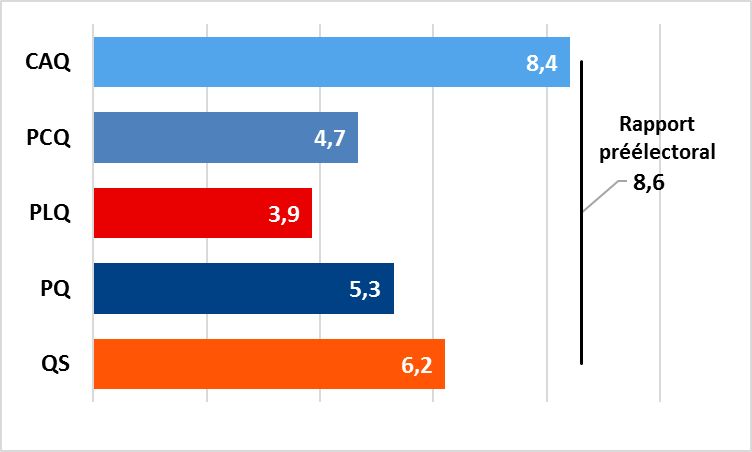 CAQ 8,4
PCQ 4,7
PLQ 3,9
PQ 5,3
QS 6,2
Rapport
préélectoral
8,6